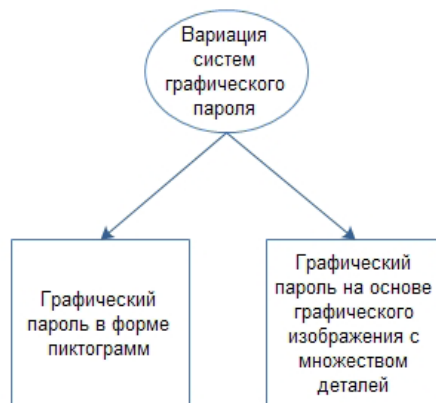 Вариация
систем
графического
пароля
Графический
пароль в форме
пиктограмм
Графический
пароль на основе
графического
изображения с
множеством
деталей